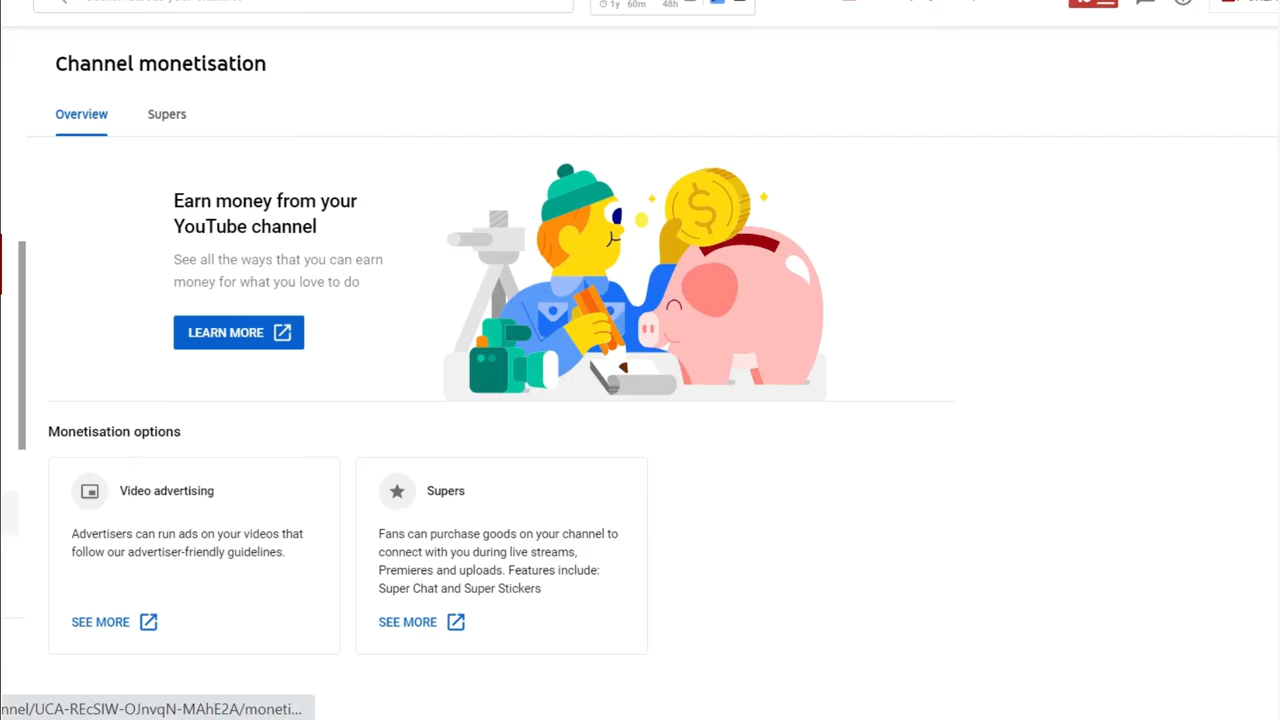 1y 60m 48h
Channel monetisation
Overview Supers
Earn money from your
YouTube channel
See all the ways that you can earn
money for what you love to do
LEARN MORE
Monetisation options
Video advertising
Advertisers can run ads on your videos that
follow our advertiser-friendly guidelines.
SEE MORE
Supers
Fans can purchase goods on your channel to
connect with you during live streams,
Premieres and uploads. Features include:
Super Chat and Super Stickers
SEE MORE
nnel/UCA-REcSIW-OJnvqN-MAhE2A/moneti...